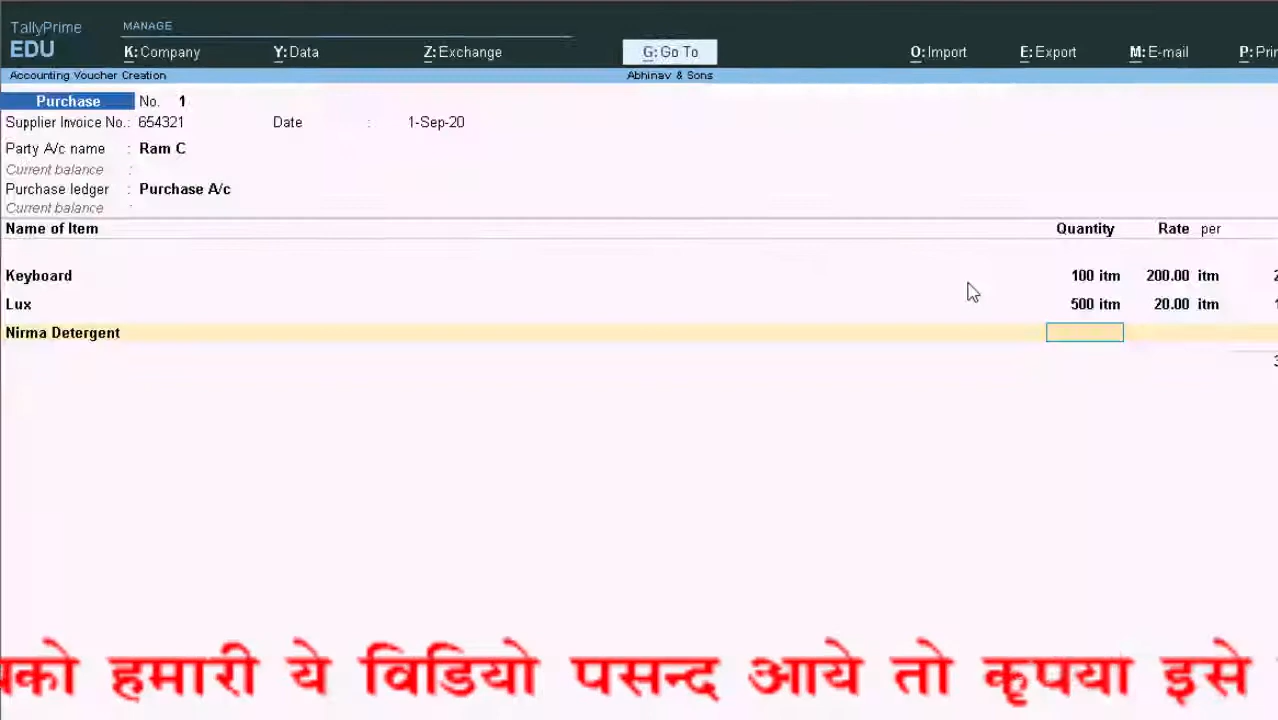 TallyPrime
MANAGE
EDU
K: Company
Y: Data
Z: Exchange
G: Go To
O: Import
E: Export
M: E-mail
Accounting Voucher Creation
Abhinav & Sons
Purchase No. 1
Supplier Invoice No.: 654321 Date : 1-Sep-20
Party A/c name : Ram C
Current balance :
Purchase ledger : Purchase A/c
Current balance :
Name of Item Quantity Rate per
Keyboard 100 itm 200.00 itm
Lux 500 itm 20.00 itm
Nirma Detergent
हमारी ये विडियो पसन्द आये तो कृपया इसे